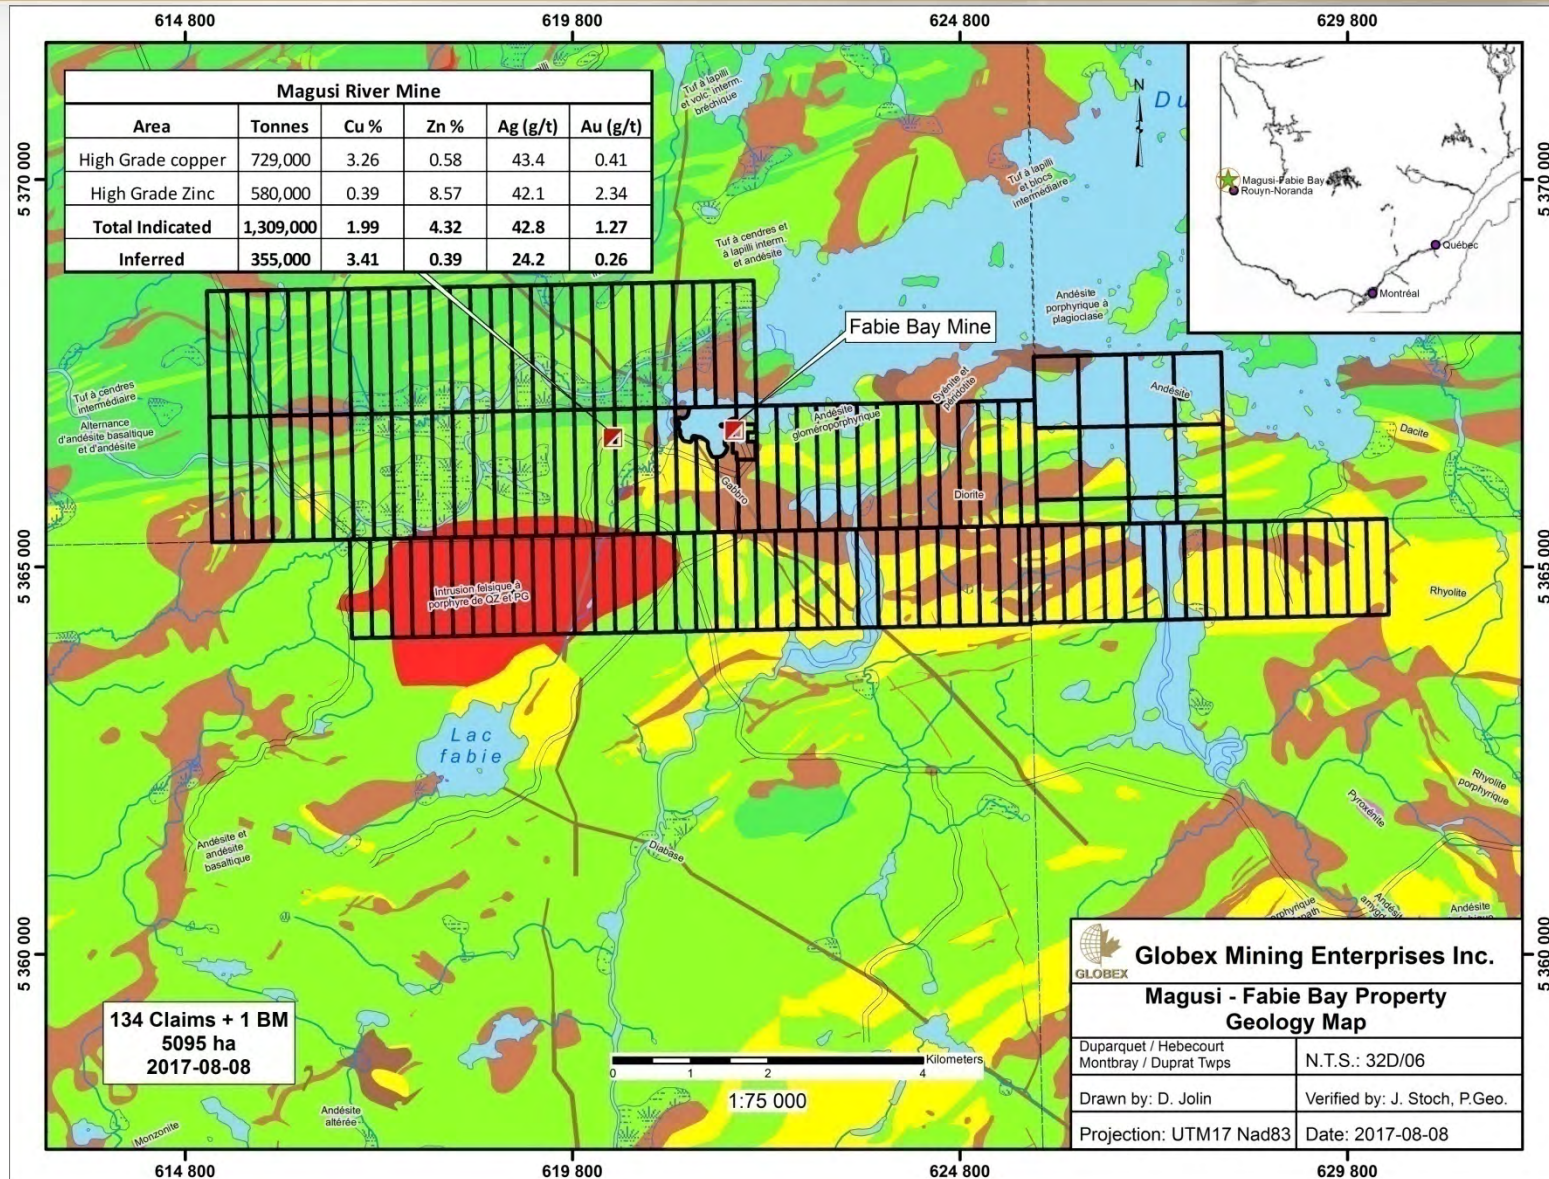 614 800
619 800
624 800
629 800
5 370 000
5 365 000
5 360 000
5 370 000
5 365 000
5 360 000
614 800
619 800
624 800
629 800
Magusi River Mine
Area Tonnes Cu % Zn % Ag (g/t) Au (g/t)
High Grade copper 729,000 3.26 0.58 43.4 0.41
High Grade Zinc 580,000 0.39 8.57 42.1 2.34
Total Indicated 1,309,000 1.99 4.32 42.8 1.27
Inferred 355,000 3.41 0.39 24.2 0.26
Tuf à lapilli
et volc. interm.
bréchique
N
Du
Tuf à lapilli
et blocs
intermédiaire
Tuf à cendres et
à lapilli interm.
et andésite
Andésite
porphyrique à
plagioclase
Magusi-Fabie Bay
Rouyn-Noranda
Québec
Montréal
Fabie Bay Mine
Tuf à cendres
intermédiaire
Alternance
d'andésite basaltique
et d'andésite
Syénite et
péridotite
Andésite
Andésite
gloméroporphyrique
Dacite
Gabbro
Diorite
Intrusion felsique à
porphyre de QZ et PG
Rhyolite
Lac
fabie
Rhyolite
porphyrique
Pyroxénite
Andésite et
andésite
basaltique
Diabase
Andésite
134 Claims + 1 BM
5095 ha
2017-08-08
Andésite
altérée
Monzonite
Kilometers
0 1 2 4
1:75 000
GLOBEX
Globex Mining Enterprises Inc.
Magusi - Fabie Bay Property
Geology Map
Duparquet / Hebecourt
Montbray / Duprat Twps
N.T.S.: 32D/06
Drawn by: D. Jolin
Verified by: J. Stoch, P.Geo.
Projection: UTM17 Nad83
Date: 2017-08-08